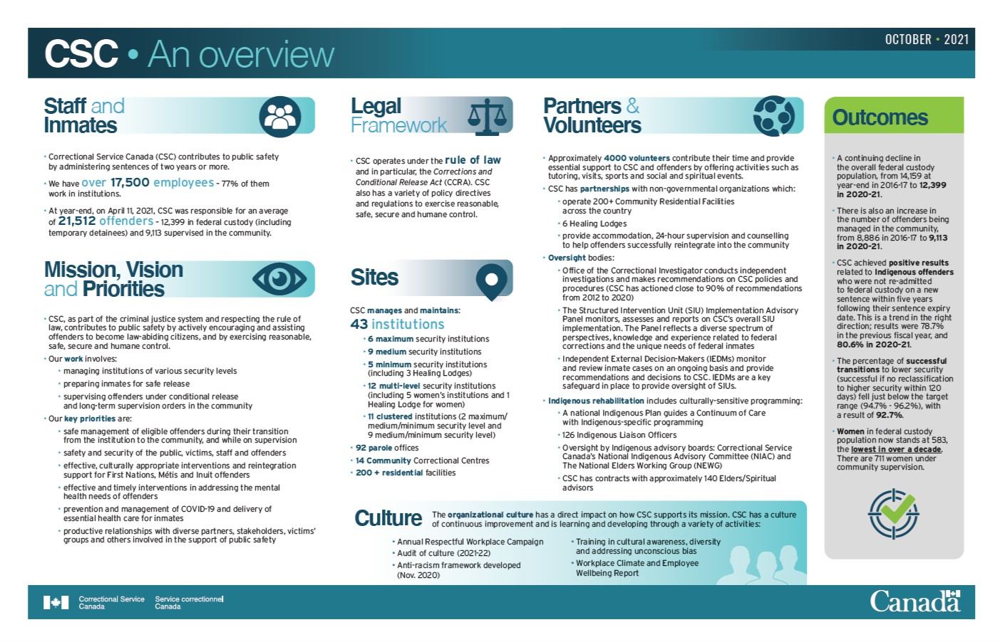 CSC • An overview
OCTOBER • 2021
Staff and
Inmates
• Correctional Service Canada (CSC) contributes to public safety
by administering sentences of two years or more.
• We have over 17,500 employees - 77% of them
work in institutions.
• At year-end, on April 11, 2021, CSC was responsible for an average
of 21,512 offenders - 12,399 in federal custody (including
temporary detainees) and 9,113 supervised in the community.
Mission, Vision
and Priorities
• CSC, as part of the criminal justice system and respecting the rule of
law, contributes to public safety by actively encouraging and assisting
offenders to become law-abiding citizens, and by exercising reasonable,
safe, secure and humane control.
• Our work involves:
• managing institutions of various security levels
• preparing inmates for safe release
• supervising offenders under conditional release
and long-term supervision orders in the community
• Our key priorities are:
• safe management of eligible offenders during their transition
from the institution to the community, and while on supervision
• safety and security of the public, victims, staff and offenders
• effective, culturally appropriate interventions and reintegration
support for First Nations, Métis and Inuit offenders
• effective and timely interventions in addressing the mental
health needs of offenders
• prevention and management of COVID-19 and delivery of
essential health care for inmates
• productive relationships with diverse partners, stakeholders, victims'
groups and others involved in the support of public safety
Legal
Framework
• CSC operates under the rule of law
and in particular, the Corrections and
Conditional Release Act (CCRA). CSC
also has a variety of policy directives
and regulations to exercise reasonable,
safe, secure and humane control.
Sites
CSC manages and maintains:
43 institutions
• 6 maximum security institutions
• 9 medium security institutions
• 5 minimum security institutions
(including 3 Healing Lodges)
• 12 multi-level security institutions
(including 5 women's institutions and 1
Healing Lodge for women)
• 11 clustered institutions (2 maximum/
medium/minimum security level and
9 medium/minimum security level)
• 92 parole offices
• 14 Community Correctional Centres
• 200 + residential facilities
Partners &
Volunteers
• Approximately 4000 volunteers contribute their time and provide
essential support to CSC and offenders by offering activities such as
tutoring, visits, sports and social and spiritual events.
• CSC has partnerships with non-governmental organizations which:
• operate 200+ Community Residential Facilities
across the country
• 6 Healing Lodges
• provide accommodation, 24-hour supervision and counselling
to help offenders successfully reintegrate into the community
• Oversight bodies:
• Office of the Correctional Investigator conducts independent
investigations and makes recommendations on CSC policies and
procedures (CSC has actioned close to 90% of recommendations
from 2012 to 2020)
• The Structured Intervention Unit (SIU) Implementation Advisory
Panel monitors, assesses and reports on CSC's overall SIU
implementation. The Panel reflects a diverse spectrum of
perspectives, knowledge and experience related to federal
corrections and the unique needs of federal inmates
• Independent External Decision-Makers (IEDMs) monitor
and review inmate cases on an ongoing basis and provide
recommendations and decisions to CSC. IEDMs are a key
safeguard in place to provide oversight of SIUs.
• Indigenous rehabilitation includes culturally-sensitive programming:
• A national Indigenous Plan guides a Continuum of Care
with Indigenous-specific programming
• 126 Indigenous Liaison Officers
• Oversight by Indigenous advisory boards: Correctional Service
Canada's National Indigenous Advisory Committee (NIAC) and
The National Elders Working Group (NEWG)
• CSC has contracts with approximately 140 Elders/Spiritual
advisors
Culture
The organizational culture has a direct impact on how CSC supports its mission. CSC has a culture
of continuous improvement and is learning and developing through a variety of activities:
• Annual Respectful Workplace Campaign
• Audit of culture (2021-22)
• Anti-racism framework developed
(Nov. 2020)
• Training in cultural awareness, diversity
and addressing unconscious bias
• Workplace Climate and Employee
Wellbeing Report
Outcomes
• A continuing decline in
the overall federal custody
population, from 14,159 at
year-end in 2016-17 to 12,399
in 2020-21.
• There is also an increase in
the number of offenders being
managed in the community,
from 8,886 in 2016-17 to 9,113
in 2020-21.
• CSC achieved positive results
related to Indigenous offenders
who were not re-admitted
to federal custody on a new
sentence within five years
following their sentence expiry
date. This is a trend in the right
direction; results were 78.7%
in the previous fiscal year, and
80.6% in 2020-21.
• The percentage of successful
transitions to lower security
(successful if no reclassification
to higher security within 120
days) fell just below the target
range (94.7% - 96.2%), with
a result of 92.7%.
• Women in federal custody
population now stands at 583,
the lowest in over a decade.
There are 711 women under
community supervision.
Correctional Service
Canada
Service correctionnel
Canada
Canada